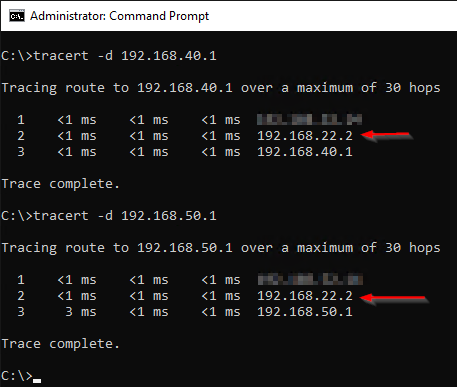 Administrator: Command Prompt
C:\>tracert -d 192.168.40.1
Tracing route to 192.168.40.1 over a maximum of 30 hops
1 <1 ms <1 ms <1 ms
2 <1 ms <1 ms <1 ms 192.168.22.2
3 <1 ms <1 ms <1 ms 192.168.40.1
Trace complete.
C:\>tracert -d 192.168.50.1
Tracing route to 192.168.50.1 over a maximum of 30 hops
1 <1 ms <1 ms <1 ms
2 <1 ms <1 ms <1 ms 192.168.22.2
3 3 ms <1 ms <1 ms 192.168.50.1
Trace complete.
C:\>